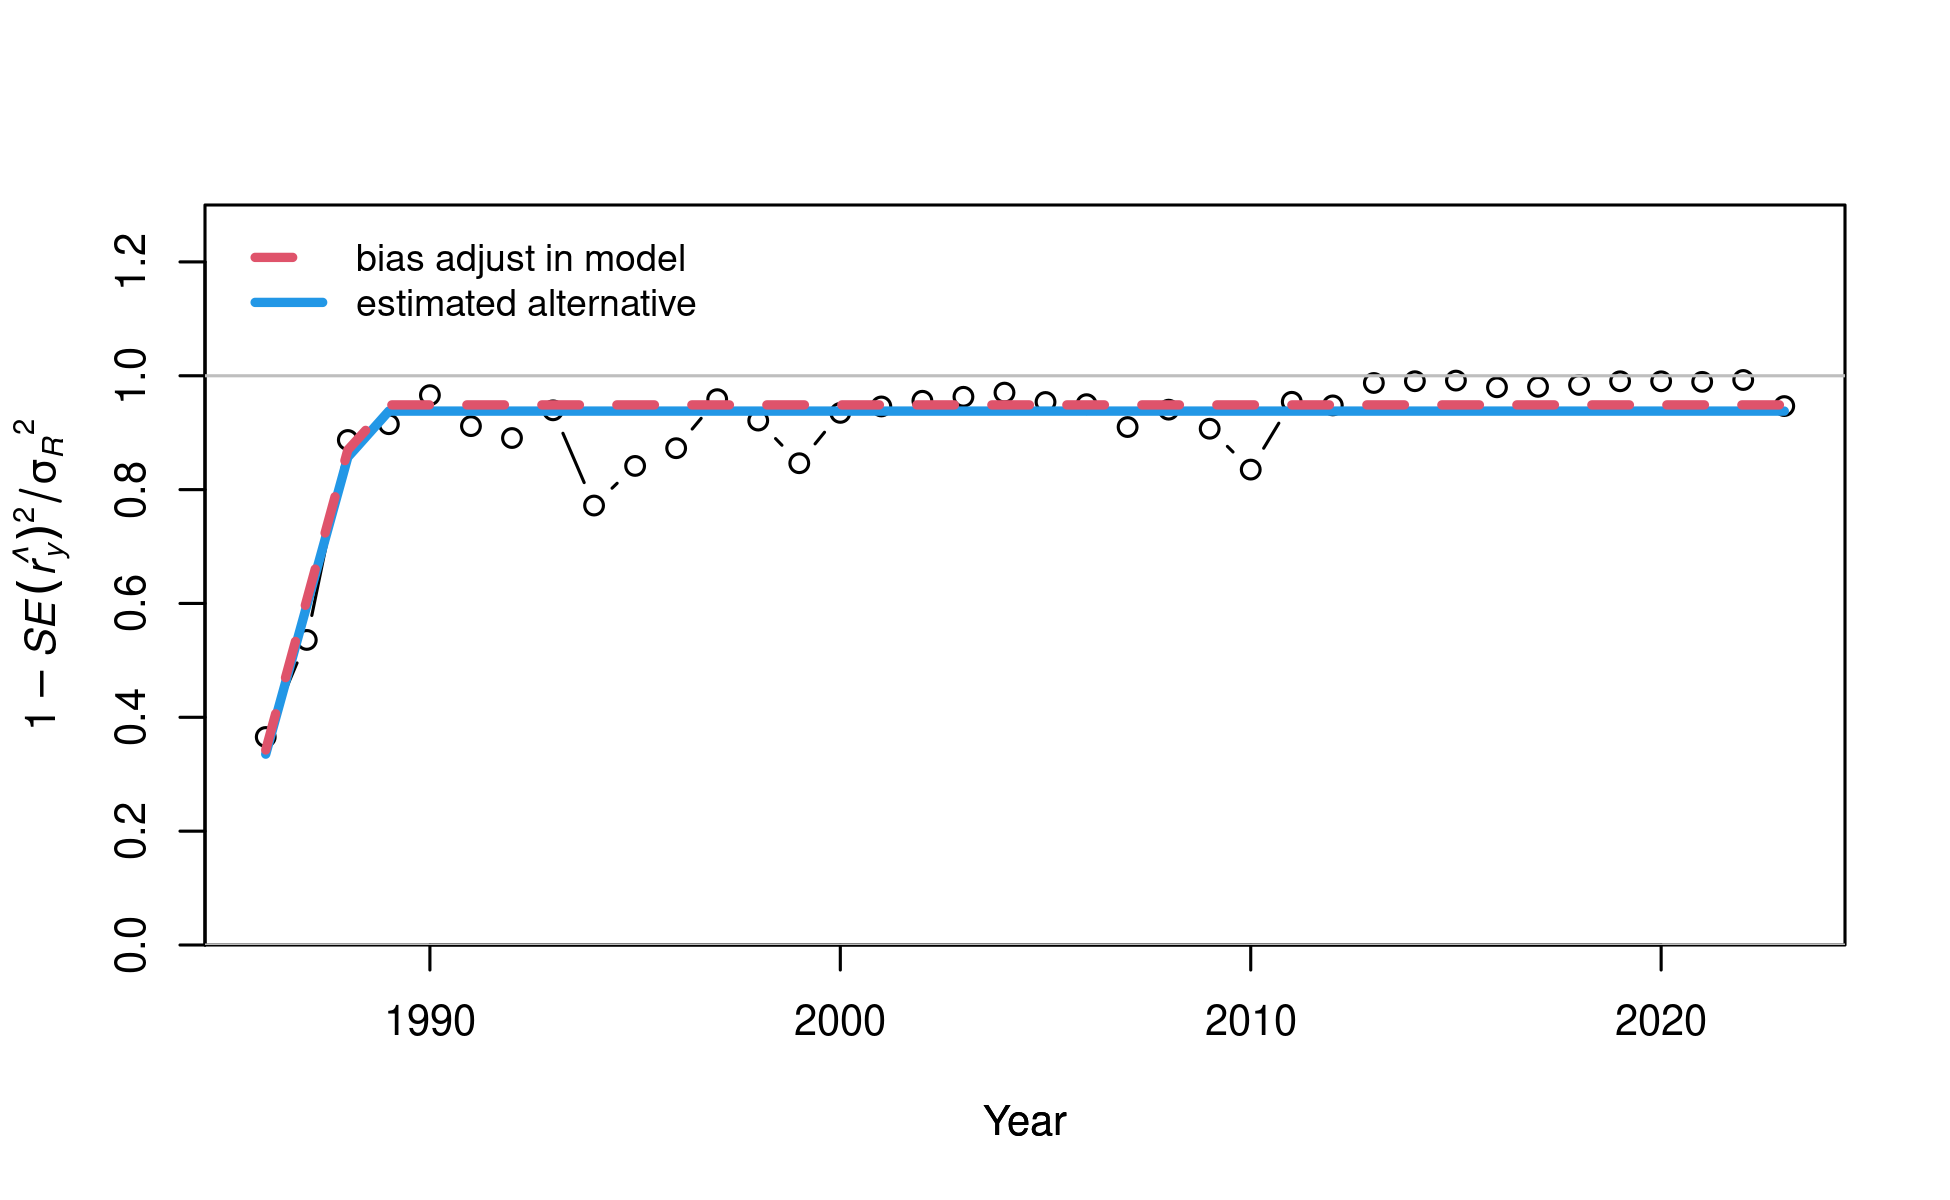 bias adjust in model
estimated alternative
1.2
1.0
0.8
0.6
0.4
0.2
0.0
1 − SE(r̂y)² / σR²
1990 2000 2010 2020
Year